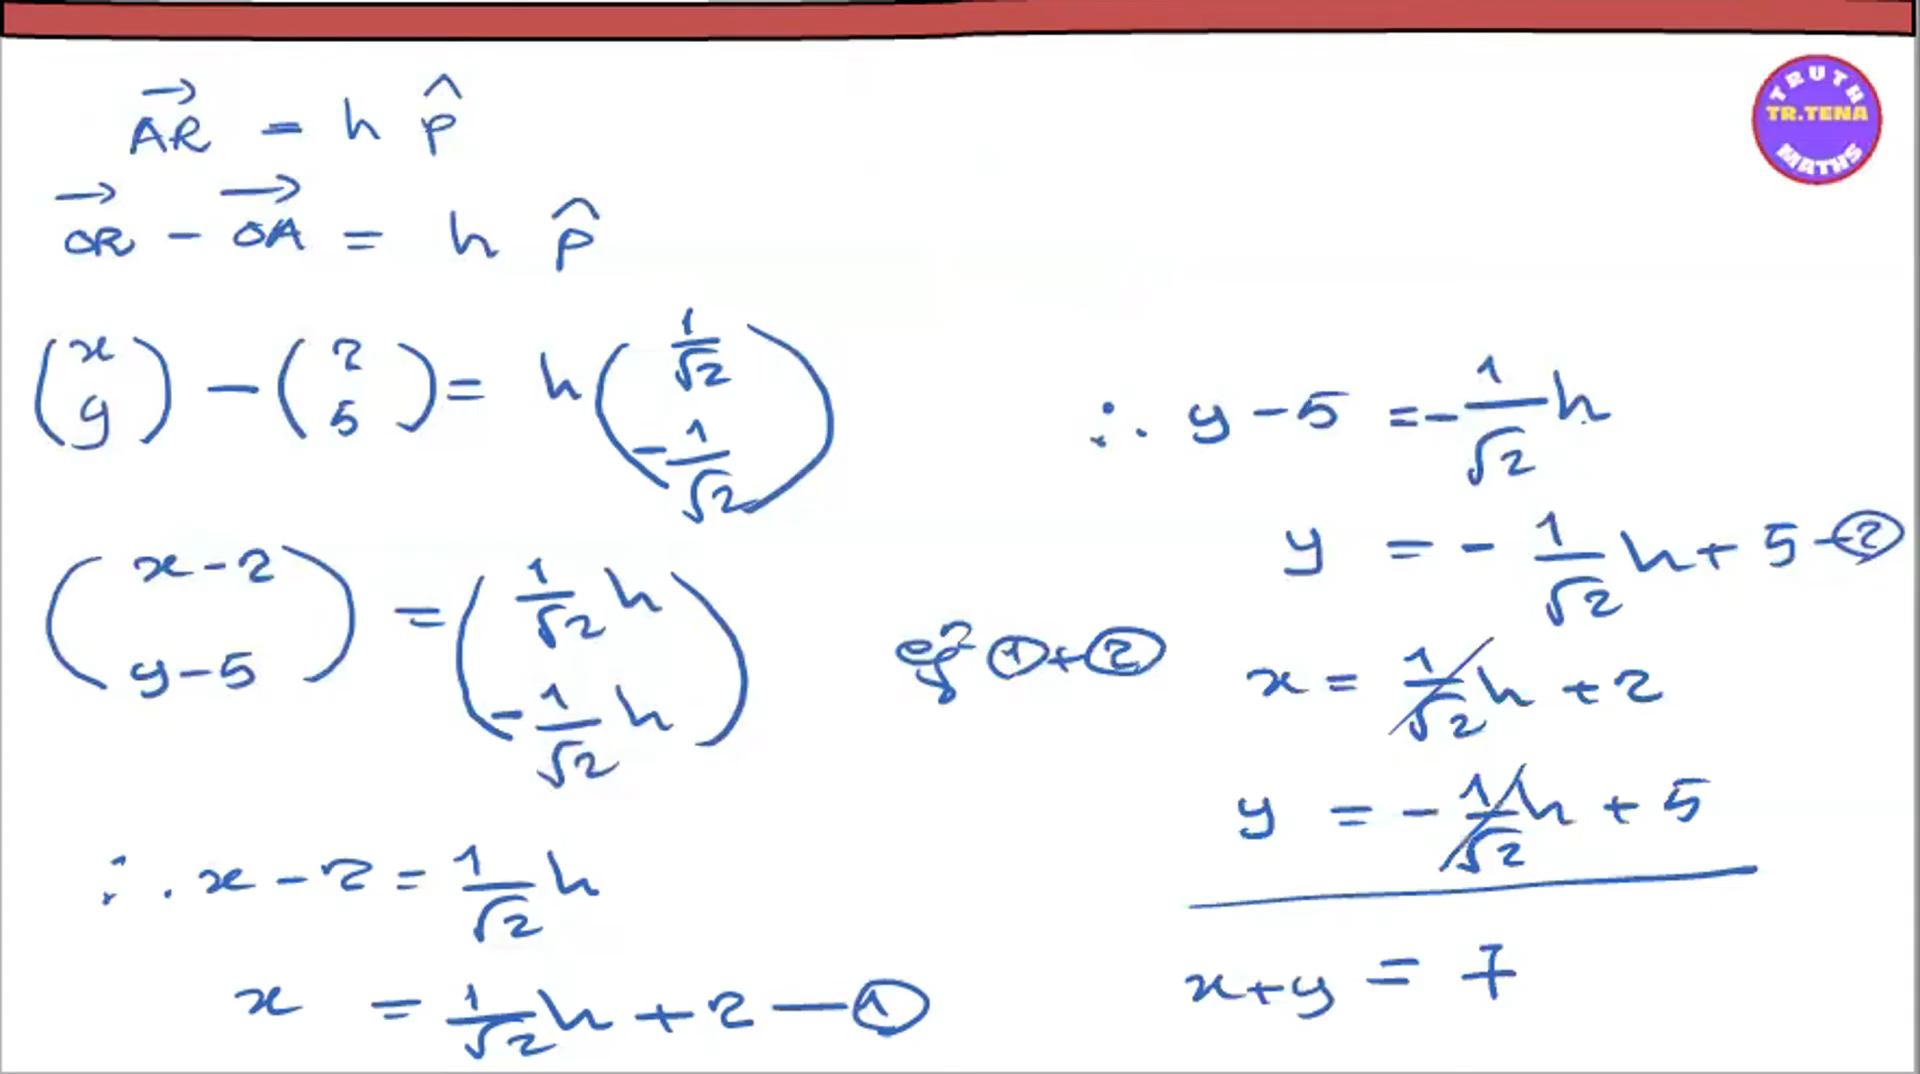 AR = h p̂
OR - OA = h p̂
(x y) - (2 5) = h (1/√2 -1/√2)
(x-2 y-5) = (1/√2 h -1/√2 h)
∴ x - 2 = 1/√2 h
x = 1/√2 h + 2 — ①
∴ y - 5 = - 1/√2 h
y = - 1/√2 h + 5 - ②
eqn ① + ②
x = 1/√2 h + 2
y = - 1/√2 h + 5
x+y = 7
TRUTH
TR.TENA
MATHS